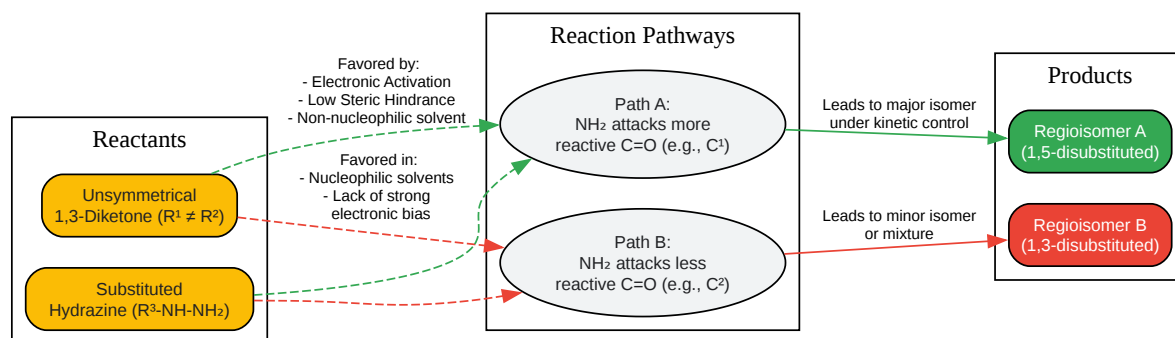 Reaction Pathways
Products
Reactants
Favored by:
- Electronic Activation
- Low Steric Hindrance
- Non-nucleophilic solvent
Favored in:
- Nucleophilic solvents
- Lack of strong
electronic bias
Unsymmetrical
1,3-Diketone (R¹ ≠ R²)
Substituted
Hydrazine (R³-NH-NH₂)
Path A:
NH₂ attacks more
reactive C=O (e.g., C¹)
Path B:
NH₂ attacks less
reactive C=O (e.g., C²)
Leads to major isomer
under kinetic control
Leads to minor isomer
or mixture
Regioisomer A
(1,5-disubstituted)
Regioisomer B
(1,3-disubstituted)